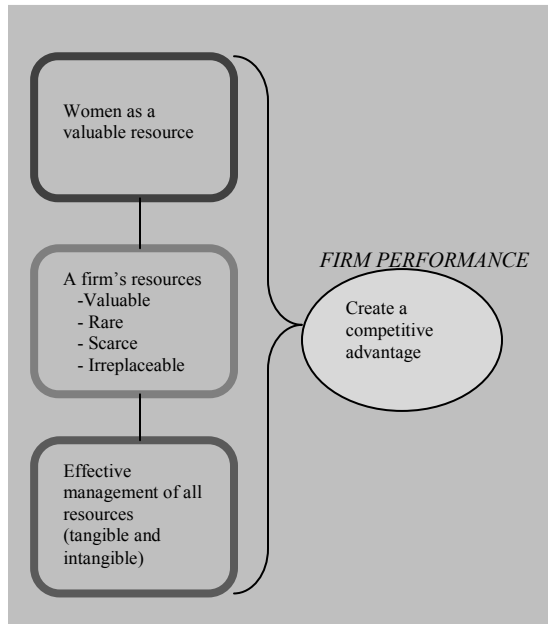 Women as a
valuable resource
A firm's resources
-Valuable
- Rare
- Scarce
- Irreplaceable
Effective
management of all
resources
(tangible and
intangible)
FIRM PERFORMANCE
Create a
competitive
advantage